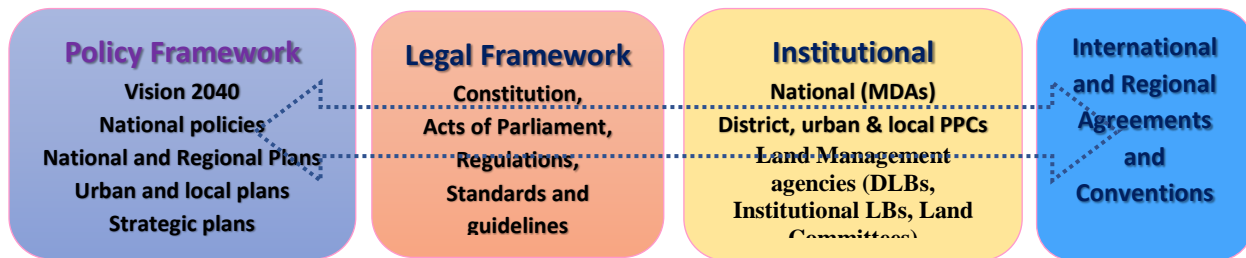 Policy Framework
Vision 2040
National policies
National and Regional Plans
Urban and local plans
Strategic plans
Legal Framework
Constitution,
Acts of Parliament,
Regulations,
Standards and
guidelines
Institutional
National (MDAs)
District, urban & local PPCs
Land Management
agencies (DLBs,
Institutional LBs, Land
Committees)
International
and Regional
Agreements
and
Conventions